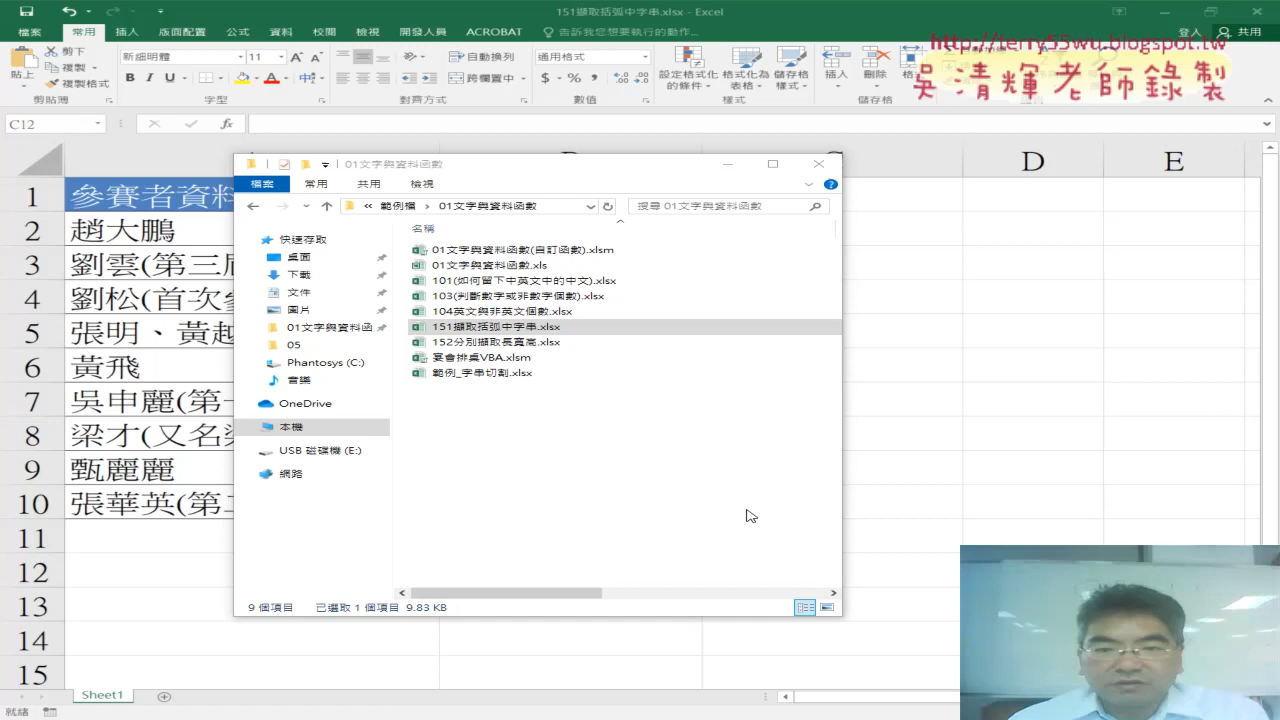 151擷取括弧中字串.xlsx - Excel
檔案 常用 插入 版面配置 公式 資料 校閱 檢視 開發人員 ACROBAT 告訴我您想要執行的動作... 登入 共用
http://terry55wu.blogspot.tw
吳清輝老師錄製
貼上 剪下 複製 複製格式 剪貼簿
新細明體 11 B I U 字型
自動換列 跨欄置中 對齊方式
通用格式 $ % 數值
設定格式化的條件 格式化為表格 儲存格樣式 樣式
插入 刪除 儲存格
C12 fx
D E
1 參賽者資料
2 趙大鵬
3 劉雲(第三屆
4 劉松(首次參
5 張明、黃越
6 黃飛
7 吳申麗(第一
8 梁才(又名梁
9 甄麗麗
10 張華英(第二
11
12
13
14
15
01文字與資料函數
檔案 常用 共用 檢視
« 範例檔 › 01文字與資料函數 搜尋 01文字與資料函數
快速存取
桌面
下載
文件
圖片
01文字與資料函
05
Phantosys (C:)
音樂
OneDrive
本機
USB 磁碟機 (E:)
網路
名稱
01文字與資料函數(自訂函數).xlsm
01文字與資料函數.xls
101(如何留下中英文中的中文).xlsx
103(判斷數字或非數字個數).xlsx
104英文與非英文個數.xlsx
151擷取括弧中字串.xlsx
152分別擷取長寬高.xlsx
宴會排桌VBA.xlsm
範例_字串切割.xlsx
9 個項目 已選取 1 個項目 9.83 KB
Sheet1
就緒